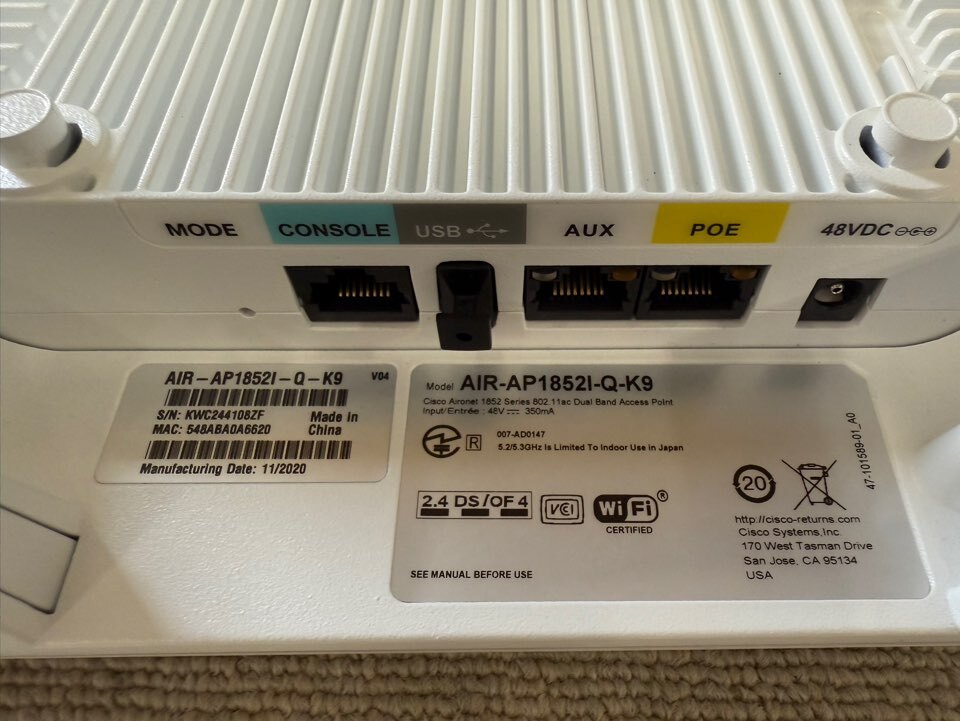 MODE CONSOLE USB AUX POE 48VDC
AIR-AP1852I-Q-K9 V04
S/N: KWC244108ZF Made in
MAC: 548ABA0A6620 China
Manufacturing Date: 11/2020
Model AIR-AP1852I-Q-K9
Cisco Aironet 1852 Series 802.11ac Dual Band Access Point
Input/Entrée : 48V 350mA
R 007-AD0147
5.2/5.3GHz Is Limited To Indoor Use in Japan
47-101589-01_A0
2.4 DS/OF 4
VCI
Wi Fi ®
CERTIFIED
20
http://cisco-returns.com
Cisco Systems,Inc.
170 West Tasman Drive
San Jose, CA 95134
USA
SEE MANUAL BEFORE USE